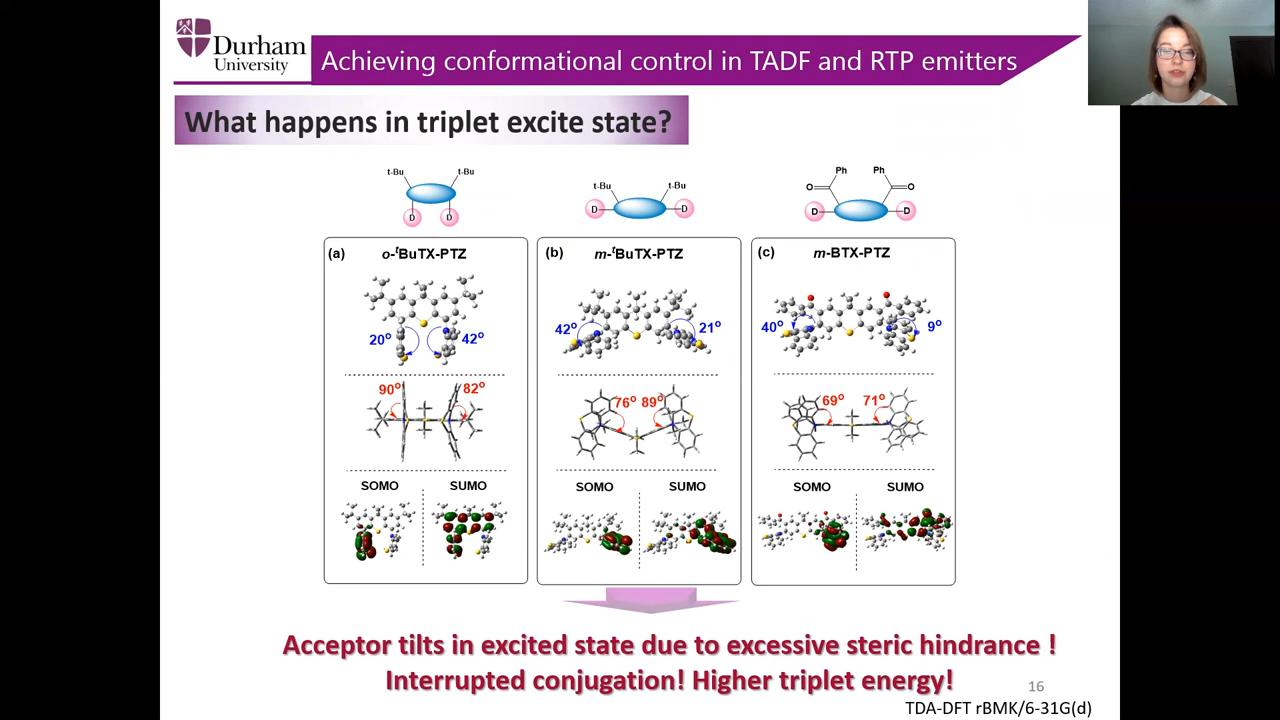 Durham
University
Achieving conformational control in TADF and RTP emitters
What happens in triplet excite state?
t-Bu t-Bu
D D
t-Bu t-Bu
D D
Ph Ph
O O
D D
(a) o-ᵗBuTX-PTZ
20° 42°
90° 82°
SOMO SUMO
(b) m-ᵗBuTX-PTZ
42° 21°
76° 89°
SOMO SUMO
(c) m-BTX-PTZ
40° 9°
69° 71°
SOMO SUMO
Acceptor tilts in excited state due to excessive steric hindrance !
Interrupted conjugation! Higher triplet energy!
16
TDA-DFT rBMK/6-31G(d)